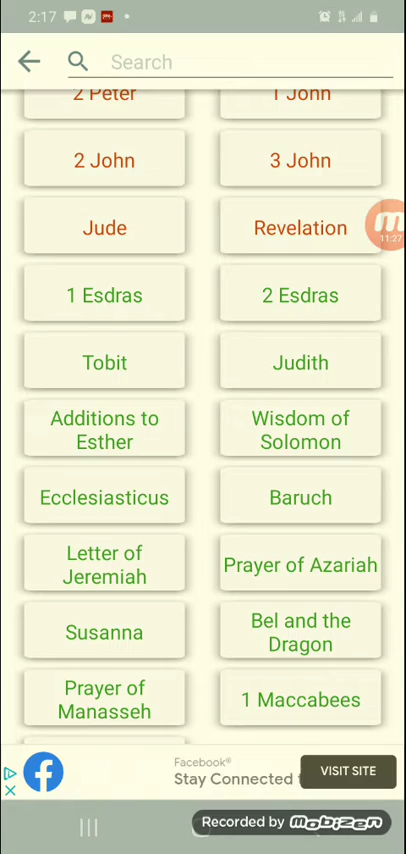 2:17
Search
2 Peter
1 John
2 John
3 John
Jude
Revelation
11:27
1 Esdras
2 Esdras
Tobit
Judith
Additions to
Esther
Wisdom of
Solomon
Ecclesiasticus
Baruch
Letter of
Jeremiah
Prayer of Azariah
Susanna
Bel and the
Dragon
Prayer of
Manasseh
1 Maccabees
Facebook®
Stay Connected
VISIT SITE
Recorded by mobizen